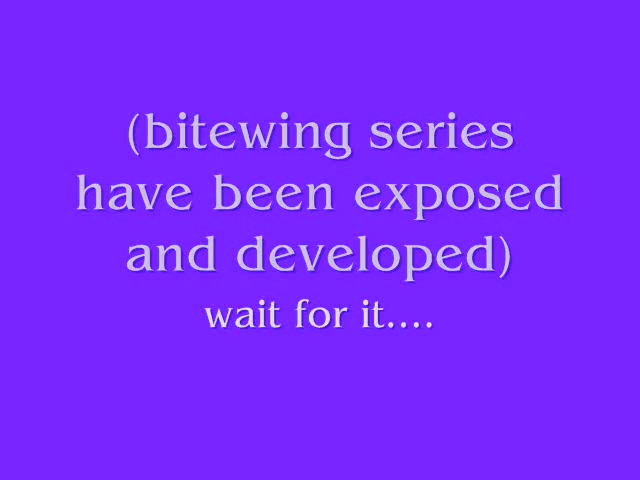 (bitewing series
have been exposed
and developed)
wait for it....